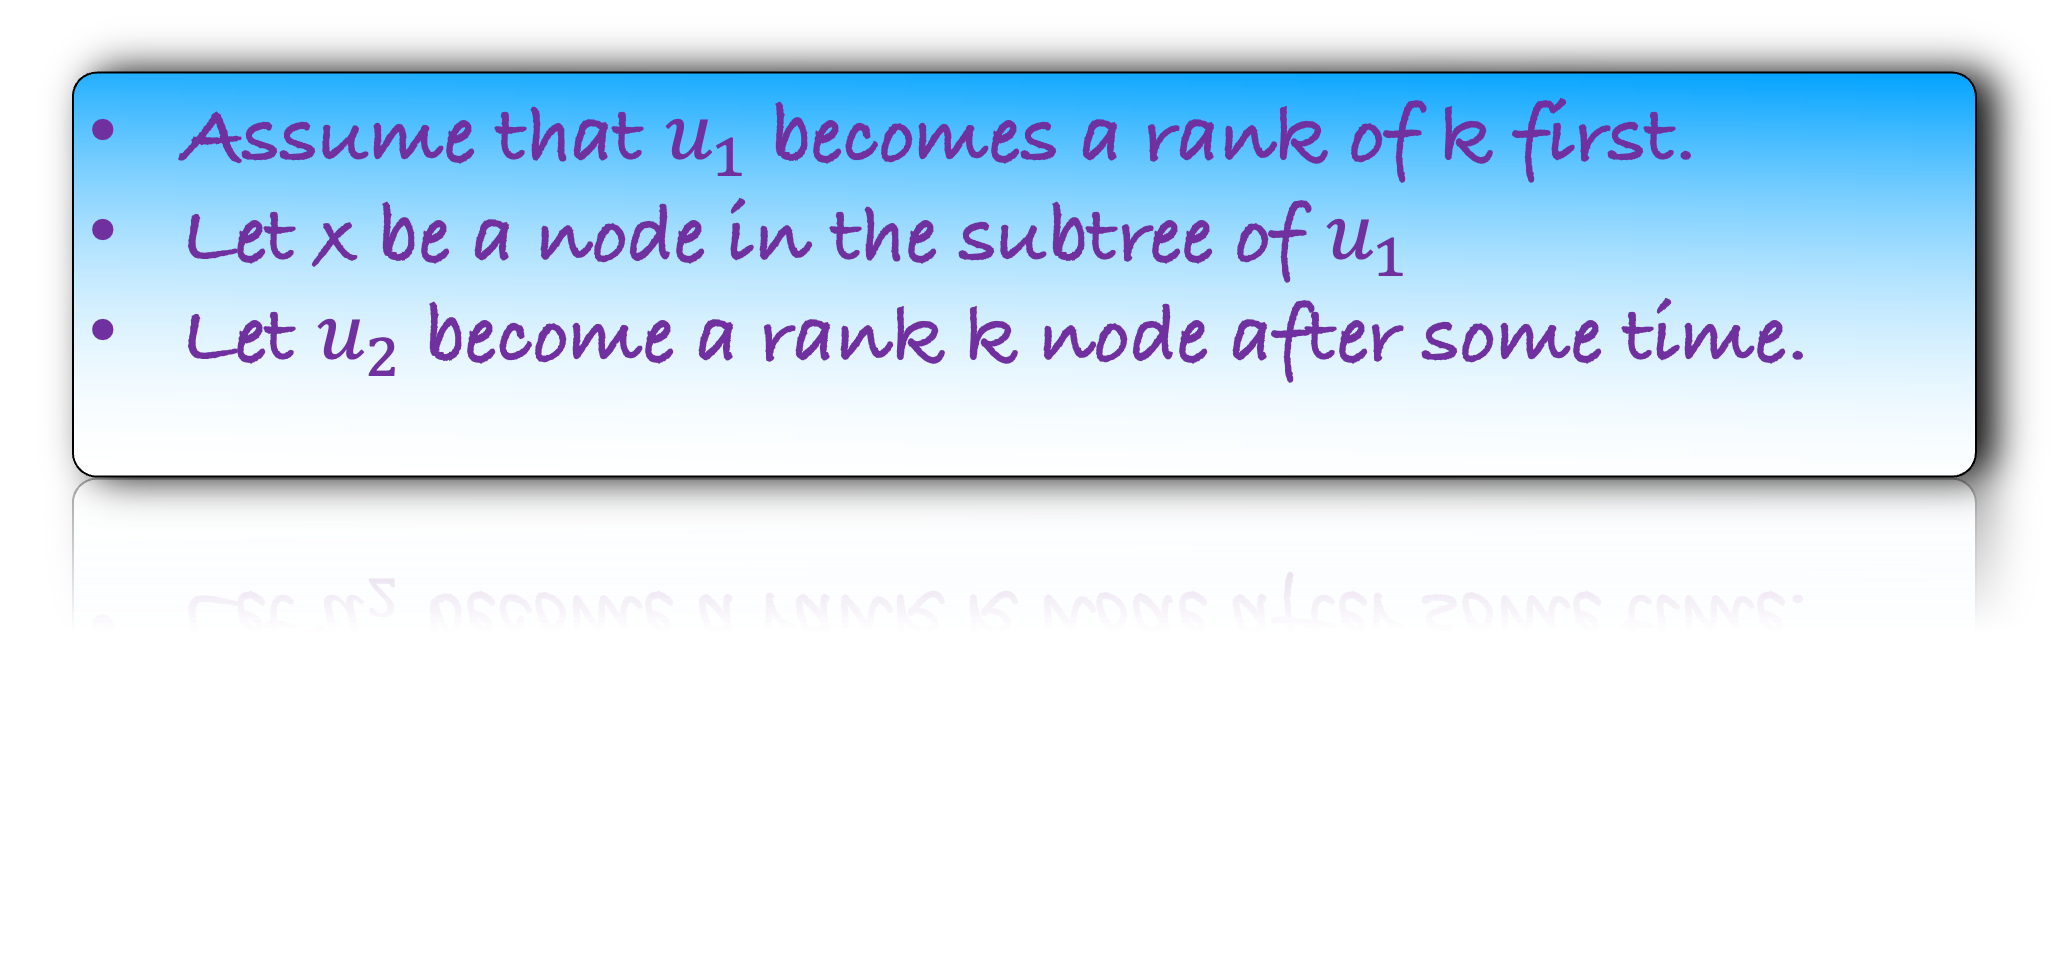 • Assume that u₁ becomes a rank of k first.
• Let x be a node in the subtree of u₁
• Let u₂ become a rank k node after some time.